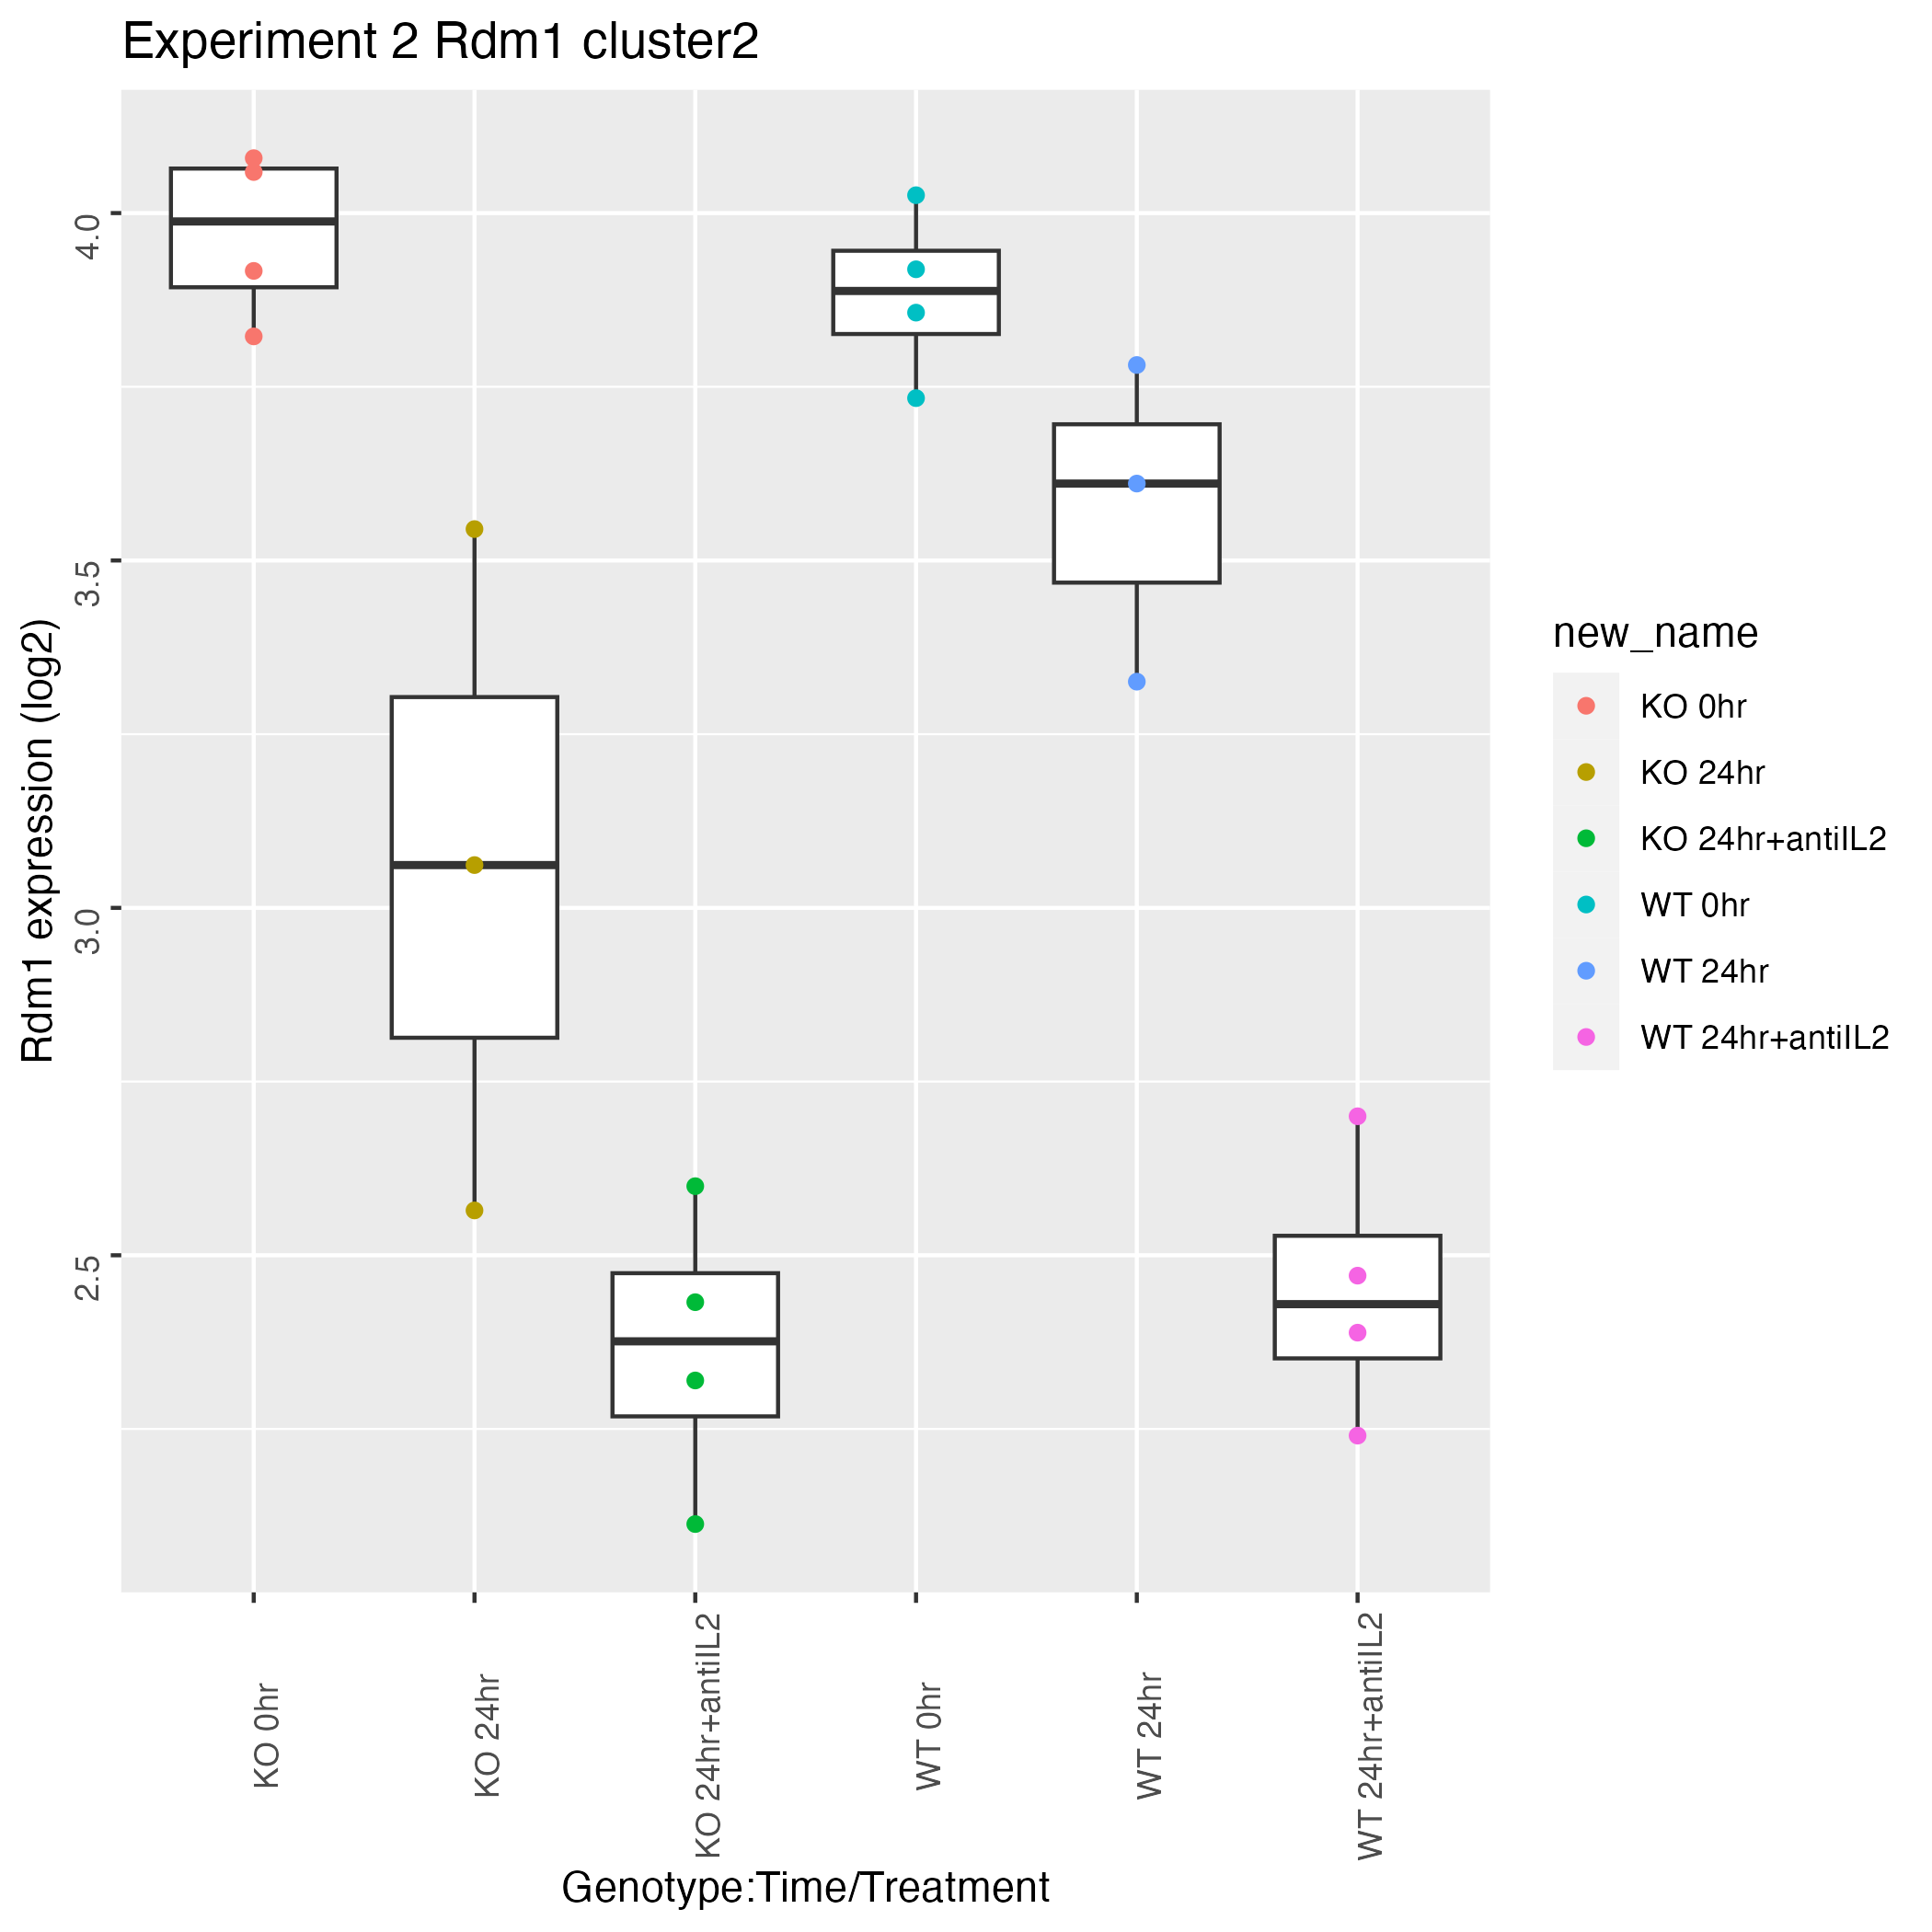 Experiment 2 Rdm1 cluster2
Rdm1 expression (log2)
4.0
3.5
3.0
2.5
KO 0hr
KO 24hr
KO 24hr+antiIL2
WT 0hr
WT 24hr
WT 24hr+antiIL2
Genotype:Time/Treatment
new_name
KO 0hr
KO 24hr
KO 24hr+antiIL2
WT 0hr
WT 24hr
WT 24hr+antiIL2